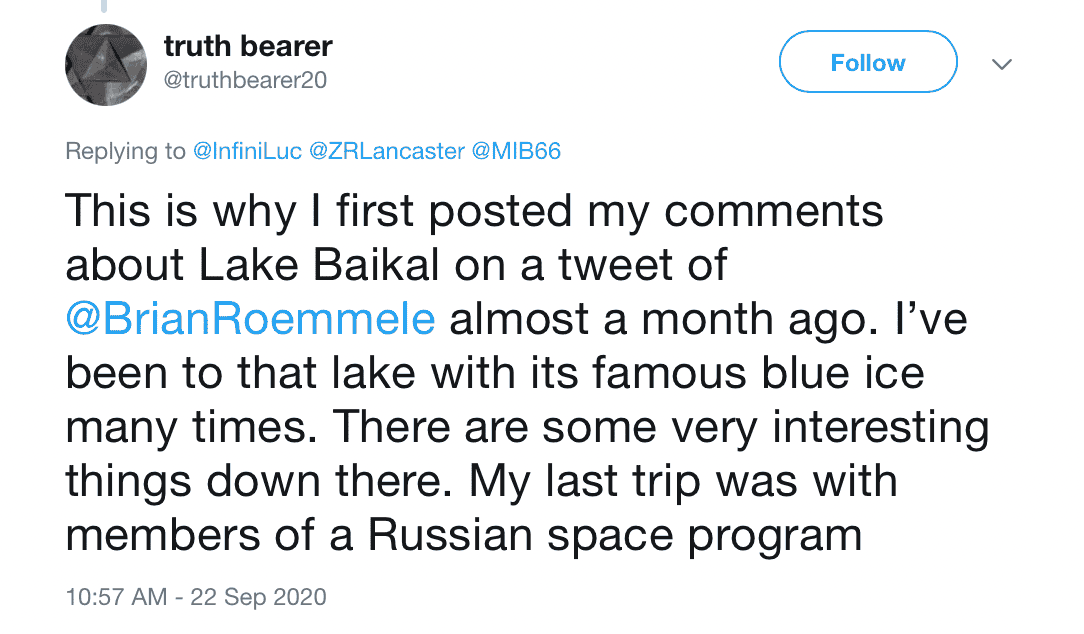 truth bearer
@truthbearer20
Follow
Replying to @InfiniLuc @ZRLancaster @MIB66
This is why I first posted my comments
about Lake Baikal on a tweet of
@BrianRoemmele almost a month ago. I’ve
been to that lake with its famous blue ice
many times. There are some very interesting
things down there. My last trip was with
members of a Russian space program
10:57 AM - 22 Sep 2020